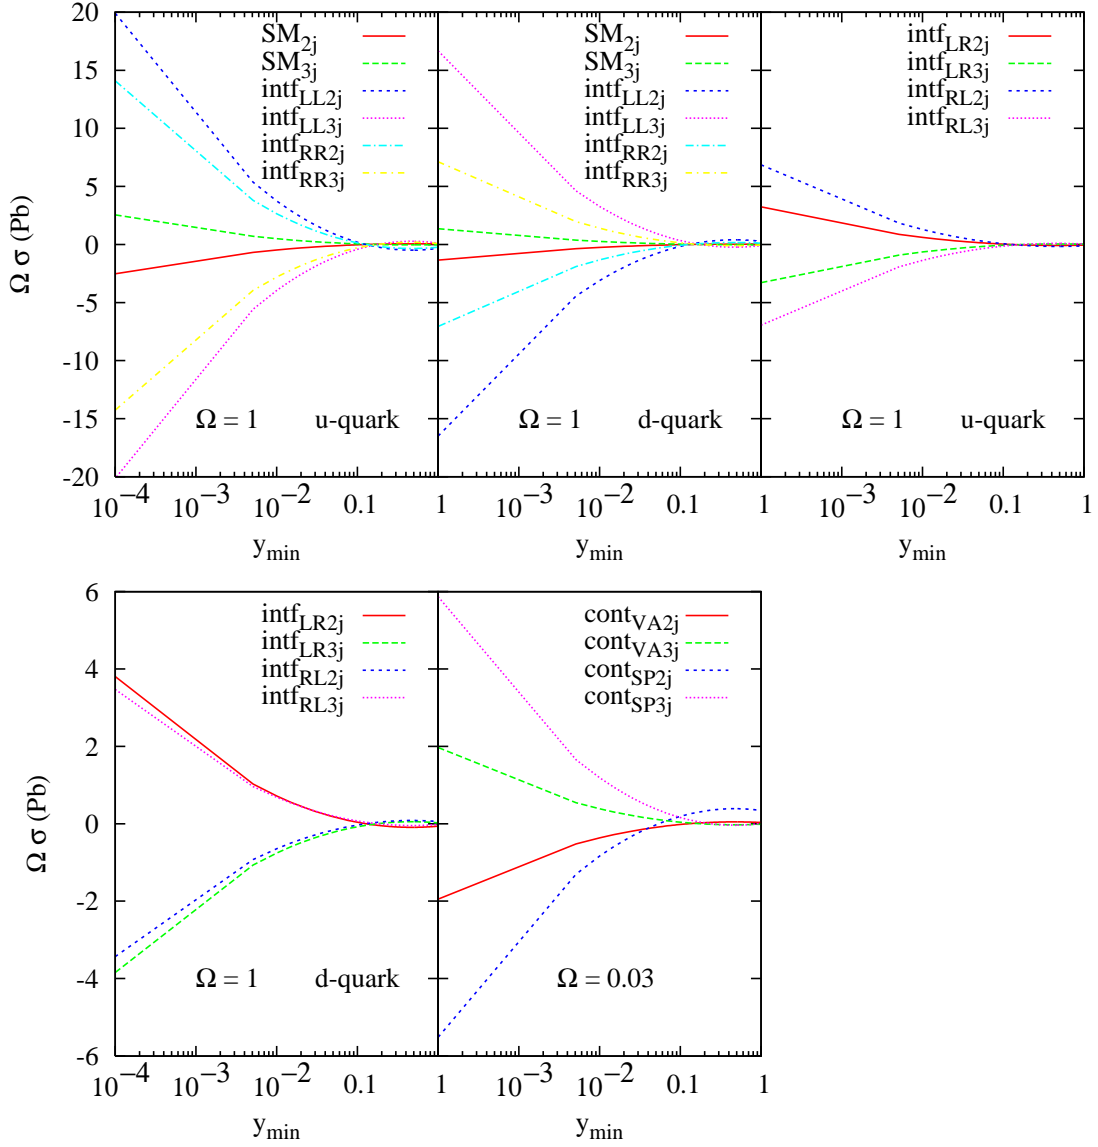 Ω σ (Pb)
20
15
10
5
0
-5
-10
-15
-20
SM2j
SM3j
intfLL2j
intfLL3j
intfRR2j
intfRR3j
Ω = 1 u-quark
SM2j
SM3j
intfLL2j
intfLL3j
intfRR2j
intfRR3j
Ω = 1 d-quark
intfLR2j
intfLR3j
intfRL2j
intfRL3j
Ω = 1 u-quark
10−4 10−3 10−2 0.1 1 10−3 10−2 0.1 1 10−3 10−2 0.1 1
ymin ymin ymin
Ω σ (Pb)
6
4
2
0
-2
-4
-6
intfLR2j
intfLR3j
intfRL2j
intfRL3j
Ω = 1 d-quark
contVA2j
contVA3j
contSP2j
contSP3j
Ω = 0.03
10−4 10−3 10−2 0.1 1 10−3 10−2 0.1 1
ymin ymin